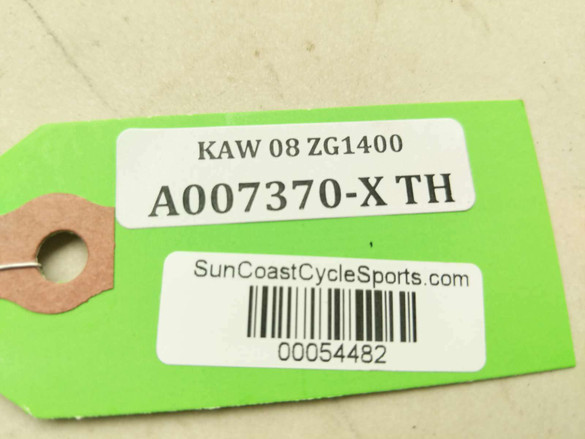 KAW 08 ZG1400
A007370-X TH
SunCoastCycleSports.com
00054482